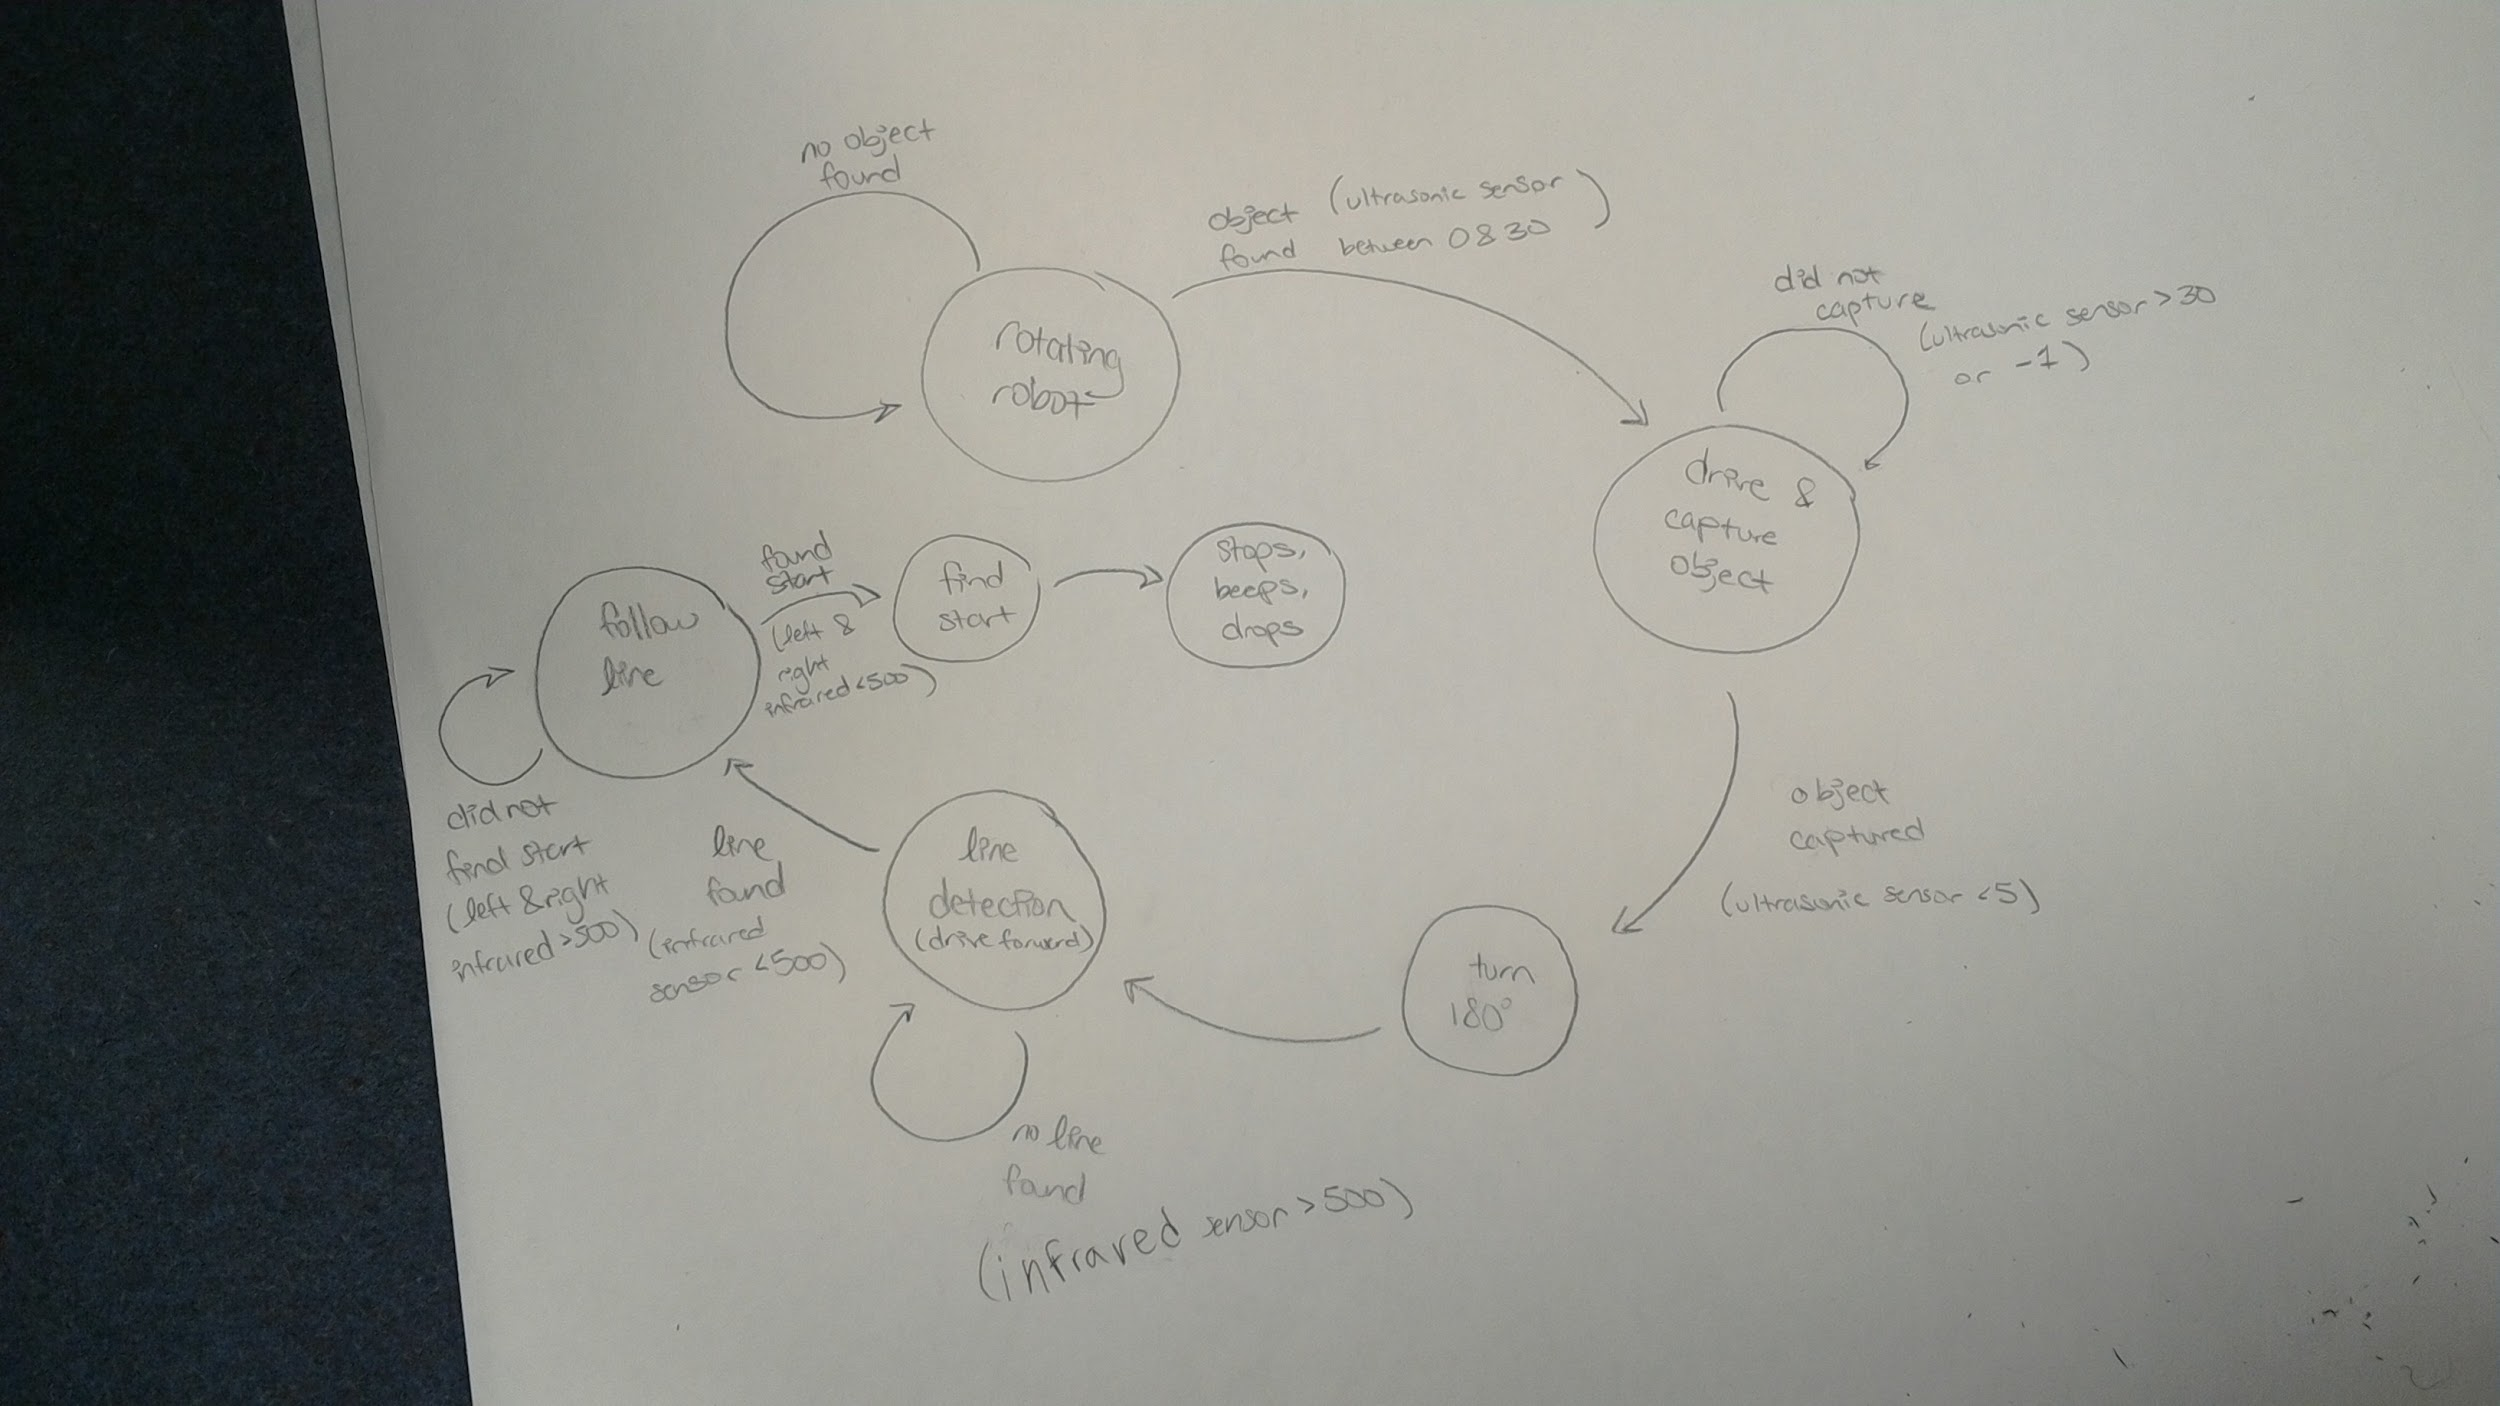 no object
found
object (ultrasonic sensor
found between 0 & 30)
rotating
robot
did not
capture
(ultrasonic sensor > 30
or -1)
drive &
capture
object
object
captured
(ultrasonic sensor < 5)
turn
180°
line
detection
(drive forward)
no line
found
(infrared sensor > 500)
line
found
(infrared
sensor < 500)
follow
line
did not
find start
(left & right
infrared > 500)
found
start
(left &
right
infrared < 500)
find
start
stops,
beeps,
drops